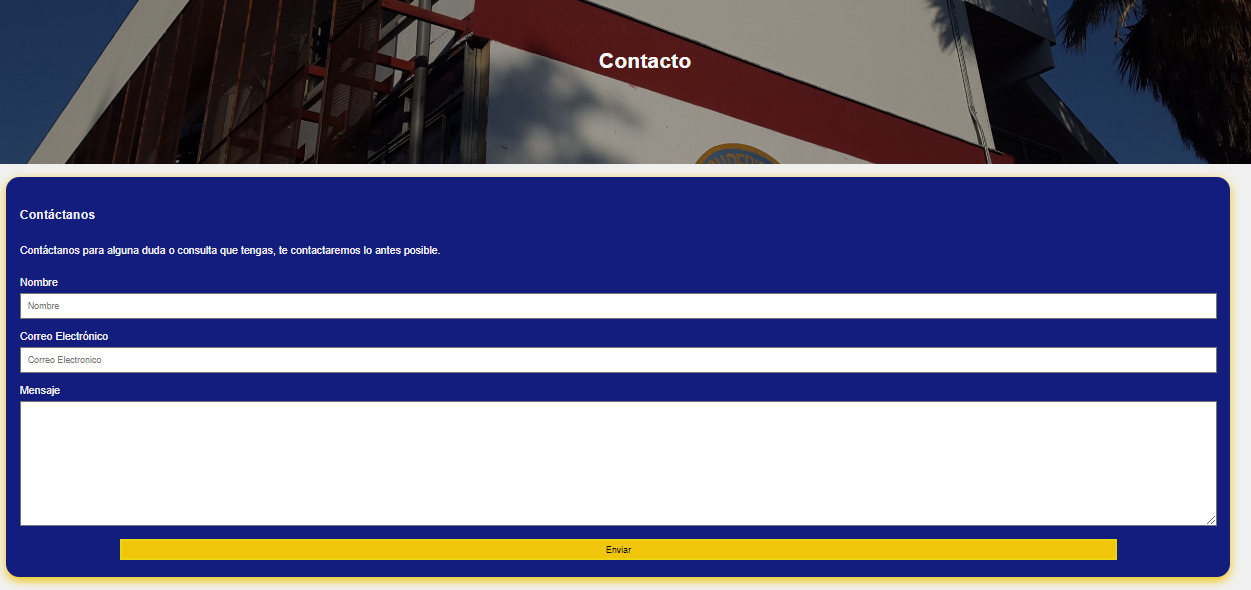 Contacto
Contáctanos
Contáctanos para alguna duda o consulta que tengas, te contactaremos lo antes posible.
Nombre
Nombre
Correo Electrónico
Correo Electronico
Mensaje
Enviar